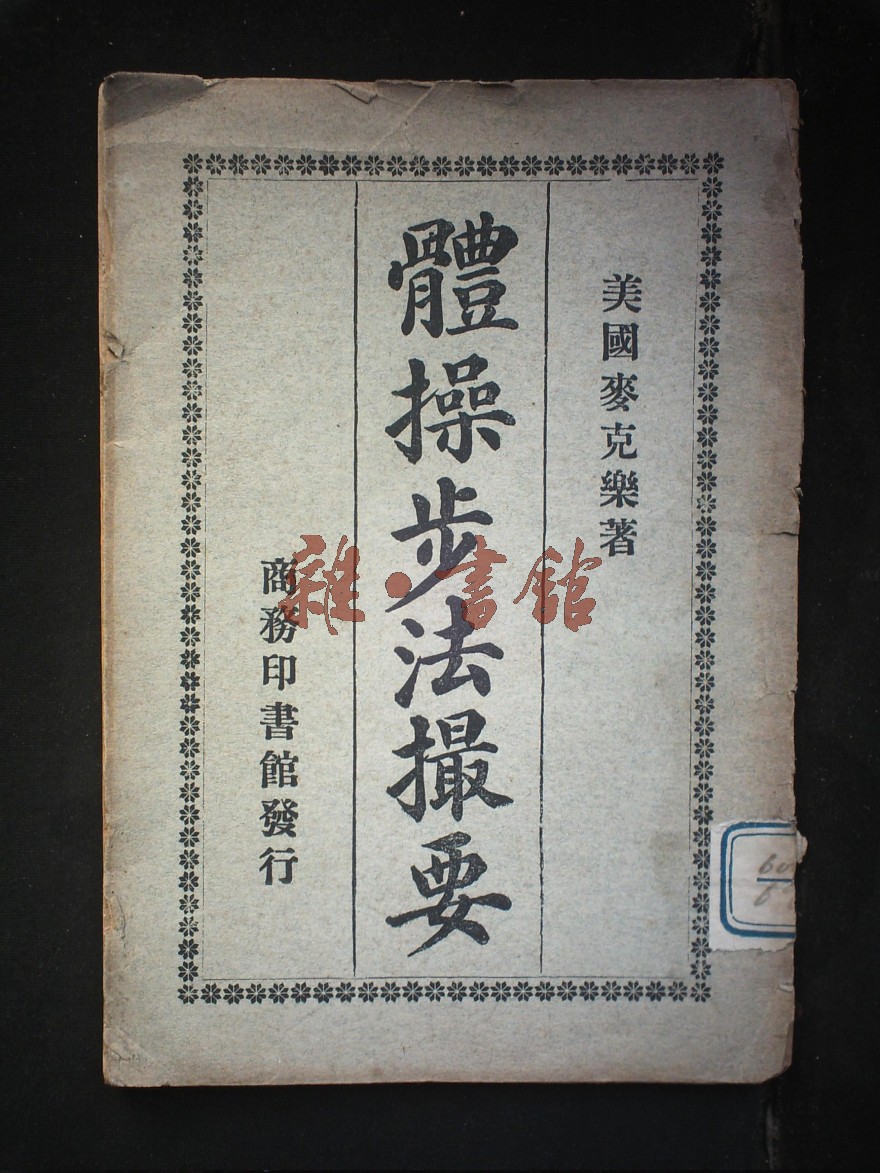 美國麥克樂著
體操步法撮要
商務印書館發行
雜·書館